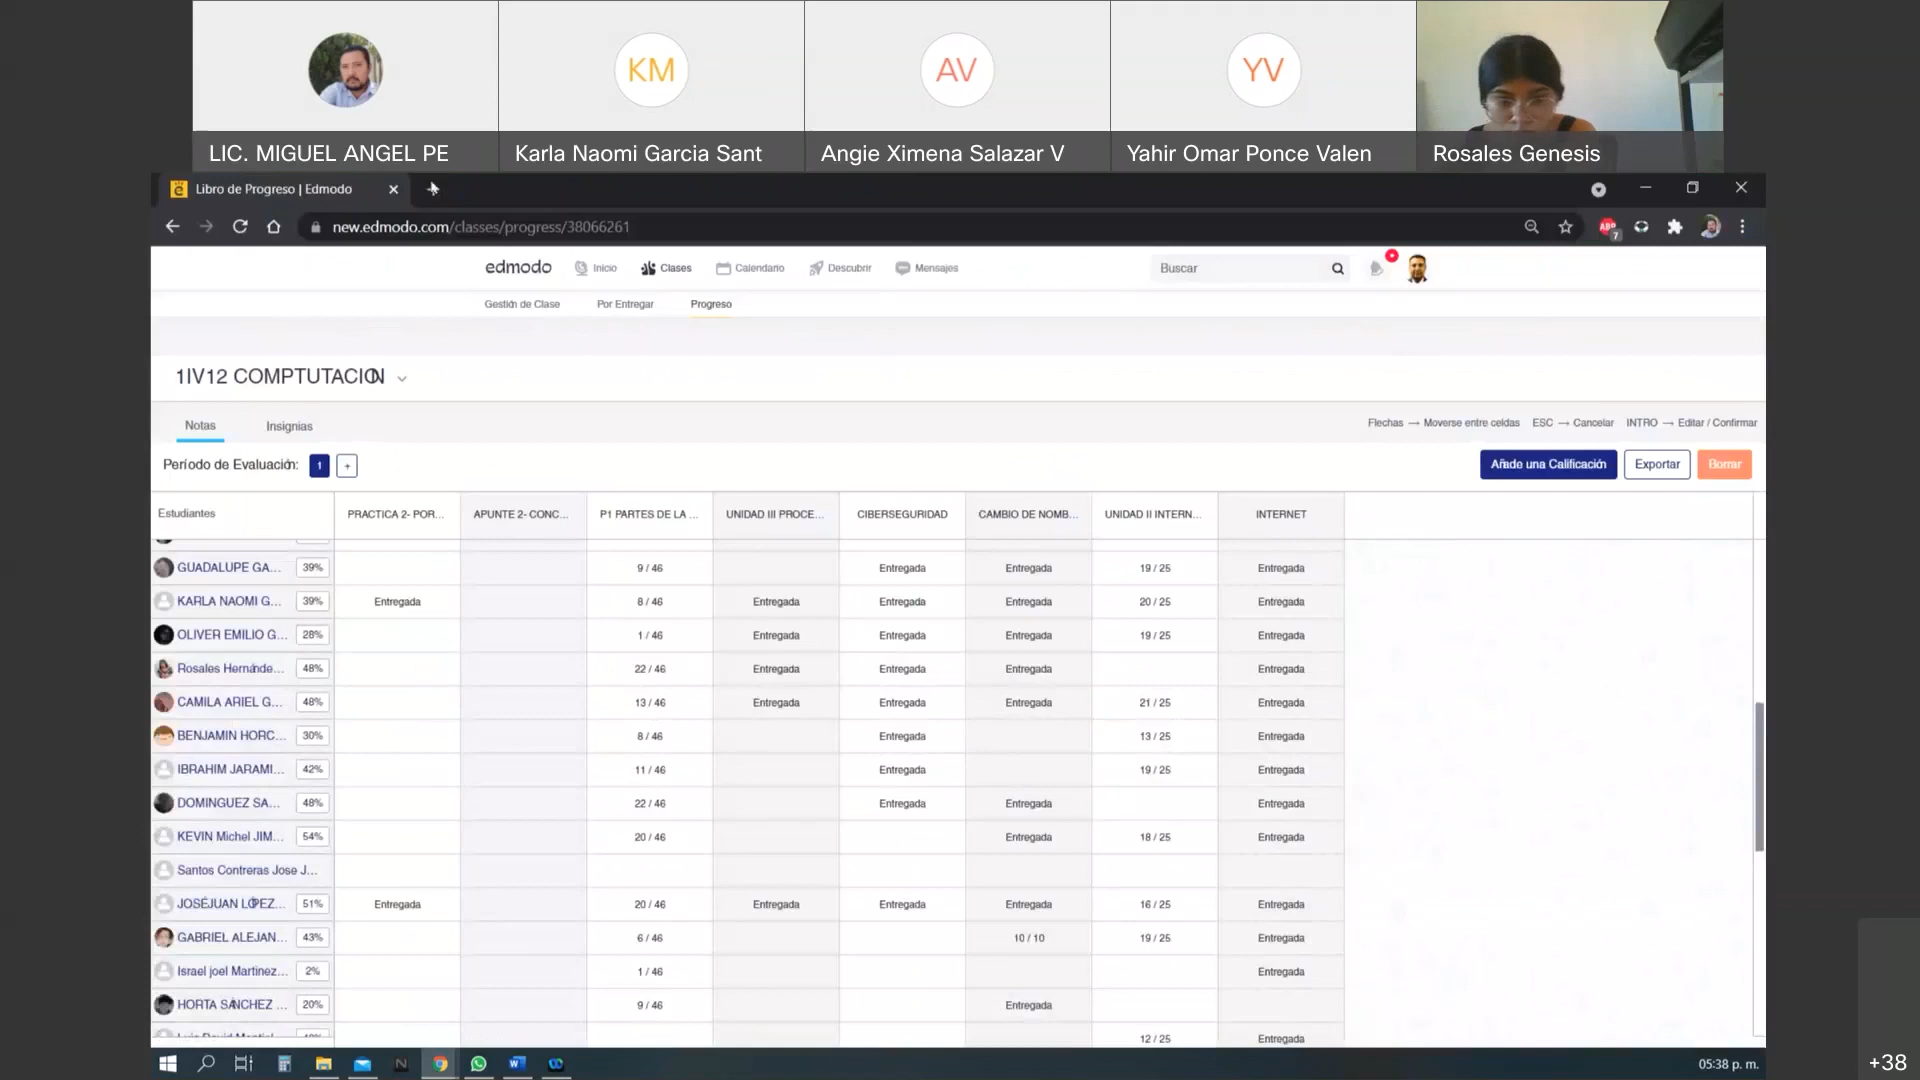 KM
AV
YV
LIC. MIGUEL ANGEL PE
Karla Naomi Garcia Sant
Angie Ximena Salazar V
Yahir Omar Ponce Valen
Rosales Genesis
Libro de Progreso | Edmodo
new.edmodo.com/classes/progress/38066261
ABP
7
edmodo
Inicio
Clases
Calendario
Descubrir
Mensajes
Buscar
Gestión de Clase
Por Entregar
Progreso
1IV12 COMPTUTACION
Notas
Insignias
Flechas → Moverse entre celdas ESC → Cancelar INTRO → Editar / Confirmar
Período de Evaluación: 1 +
Añade una Calificación
Exportar
Borrar
Estudiantes PRACTICA 2- POR... APUNTE 2- CONC... P1 PARTES DE LA ... UNIDAD III PROCE... CIBERSEGURIDAD CAMBIO DE NOMB... UNIDAD II INTERN... INTERNET
GUADALUPE GA... 39% 9 / 46 Entregada Entregada 19 / 25 Entregada
KARLA NAOMI G... 39% Entregada 8 / 46 Entregada Entregada Entregada 20 / 25 Entregada
OLIVER EMILIO G... 28% 1 / 46 Entregada Entregada Entregada 19 / 25 Entregada
Rosales Hernánde... 48% 22 / 46 Entregada Entregada Entregada Entregada
CAMILA ARIEL G... 48% 13 / 46 Entregada Entregada Entregada 21 / 25 Entregada
BENJAMIN HORC... 30% 8 / 46 Entregada 13 / 25 Entregada
IBRAHIM JARAMI... 42% 11 / 46 Entregada 19 / 25 Entregada
DOMINGUEZ SA... 48% 22 / 46 Entregada Entregada Entregada
KEVIN Michel JIM... 54% 20 / 46 Entregada 18 / 25 Entregada
Santos Contreras Jose J...
JOSÉJUAN LÓPEZ... 51% Entregada 20 / 46 Entregada Entregada Entregada 16 / 25 Entregada
GABRIEL ALEJAN... 43% 6 / 46 10 / 10 19 / 25 Entregada
Israel joel Martinez... 2% 1 / 46 Entregada
HORTA SÁNCHEZ ... 20% 9 / 46 Entregada
12 / 25 Entregada
05:38 p. m.
+38